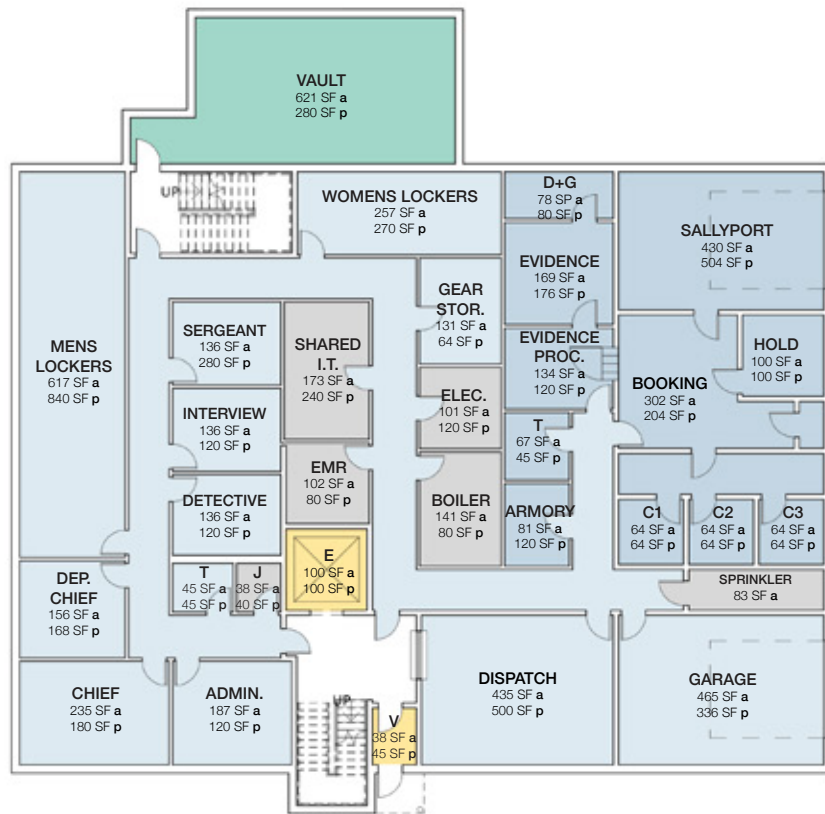 VAULT
621 SF a
280 SF p
UP
WOMENS LOCKERS
257 SF a
270 SF p
D+G
78 SP a
80 SF p
SALLYPORT
430 SF a
504 SF p
EVIDENCE
169 SF a
176 SF p
GEAR
STOR.
131 SF a
64 SF p
MENS
LOCKERS
617 SF a
840 SF p
SERGEANT
136 SF a
280 SF p
SHARED
I.T.
173 SF a
240 SF p
EVIDENCE
PROC.
134 SF a
120 SF p
BOOKING
302 SF a
204 SF p
HOLD
100 SF a
100 SF p
INTERVIEW
136 SF a
120 SF p
ELEC.
101 SF a
120 SF p
T
67 SF a
45 SF p
EMR
102 SF a
80 SF p
BOILER
141 SF a
80 SF p
DETECTIVE
136 SF a
120 SF p
ARMORY
81 SF a
120 SF p
C1
64 SF a
64 SF p
C2
64 SF a
64 SF p
C3
64 SF a
64 SF p
E
100 SF a
100 SF p
DEP.
CHIEF
156 SF a
168 SF p
T
45 SF a
45 SF p
J
38 SF a
40 SF p
SPRINKLER
83 SF a
CHIEF
235 SF a
180 SF p
ADMIN.
187 SF a
120 SF p
UP
V
38 SF a
45 SF p
DISPATCH
435 SF a
500 SF p
GARAGE
465 SF a
336 SF p